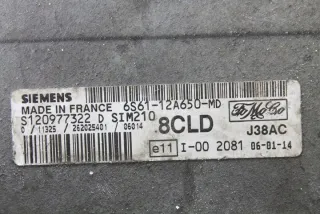 SIEMENS
MADE IN FRANCE 6S61-12A650-MD
S120977322 D SIM210
0 / 11325 / 262025401 / 06014
8CLD
FoMoCo
J38AC
e11 I-00 2081 06-01-14